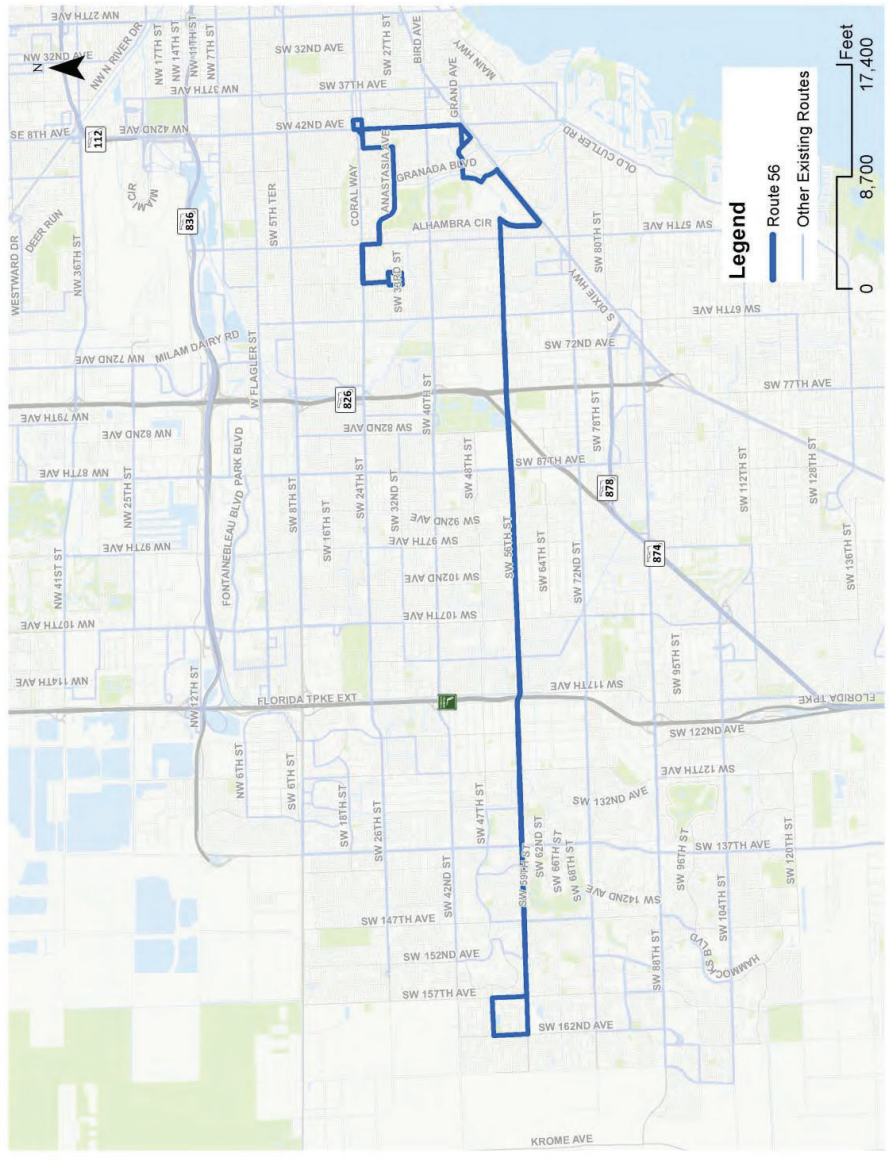 NW 27TH ST
NW 32ND AVE
N
NW N RIVER DR
NW 17TH ST
NW 14TH ST
NW 11TH ST
NW 7TH ST
NW 37TH AVE
SW 32ND AVE
SW 27TH ST
BIRD AVE
MAIN HWY
SW 37TH AVE
GRAND AVE
SE 8TH AVE
112
NW 42ND AVE
SW 42ND AVE
WESTWARD DR
DEER RUN
NW 36TH ST
MIAMI CIR
836
SW 5TH TER
CORAL WAY
ANASTASIA AVE
GRANADA BLVD
OLD CUTLER RD
ALHAMBRA CIR
SW 57TH AVE
SW 80TH ST
SW 38RD ST
S DIXIE HWY
SW 67TH AVE
NW 72ND AVE
MILAM DAIRY RD
W FLAGLER ST
SW 72ND AVE
826
SW 40TH ST
SW 77TH AVE
NW 79TH AVE
NW 82ND AVE
SW 82ND AVE
SW 78TH ST
NW 87TH AVE
NW 25TH ST
FONTAINEBLEAU BLVD
PARK BLVD
SW 8TH ST
SW 16TH ST
SW 24TH ST
SW 32ND ST
SW 48TH ST
SW 87TH AVE
878
SW 112TH ST
SW 128TH ST
NW 41ST ST
NW 97TH AVE
SW 92ND AVE
SW 97TH AVE
SW 102ND AVE
SW 107TH AVE
SW 56TH ST
SW 64TH ST
SW 72ND ST
874
SW 136TH ST
NW 107TH AVE
NW 114TH AVE
NW 12TH ST
FLORIDA TPKE EXT
SW 117TH AVE
SW 95TH ST
FLORIDA TPKE
SW 122ND AVE
NW 6TH ST
SW 6TH ST
SW 18TH ST
SW 26TH ST
SW 127TH AVE
SW 132ND AVE
SW 47TH ST
SW 42ND ST
SW 59TH ST
SW 62ND ST
SW 66TH ST
SW 68TH ST
SW 137TH AVE
SW 96TH ST
SW 120TH ST
SW 142ND AVE
SW 104TH ST
SW 147TH AVE
SW 152ND AVE
SW 88TH ST
HAMMOCKS BLVD
SW 157TH AVE
SW 162ND AVE
KROME AVE
Legend
Route 56
Other Existing Routes
0
8,700
17,400
Feet